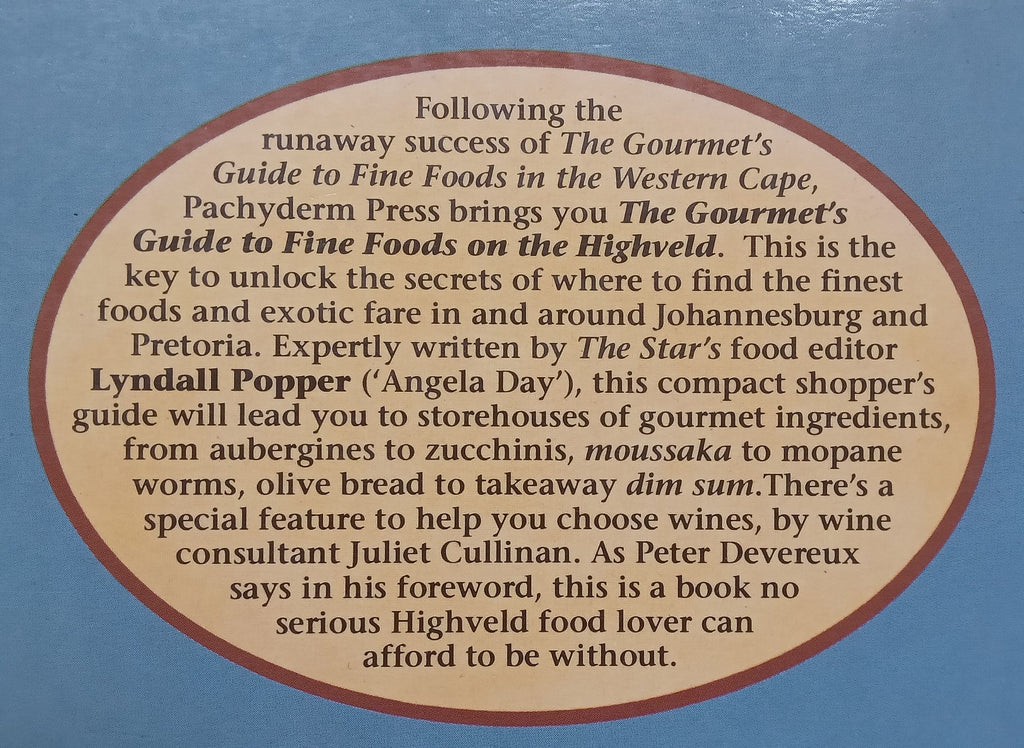 Following the
runaway success of The Gourmet's
Guide to Fine Foods in the Western Cape,
Pachyderm Press brings you The Gourmet's
Guide to Fine Foods on the Highveld. This is the
key to unlock the secrets of where to find the finest
foods and exotic fare in and around Johannesburg and
Pretoria. Expertly written by The Star's food editor
Lyndall Popper (‘Angela Day’), this compact shopper's
guide will lead you to storehouses of gourmet ingredients,
from aubergines to zucchinis, moussaka to mopane
worms, olive bread to takeaway dim sum.There's a
special feature to help you choose wines, by wine
consultant Juliet Cullinan. As Peter Devereux
says in his foreword, this is a book no
serious Highveld food lover can
afford to be without.